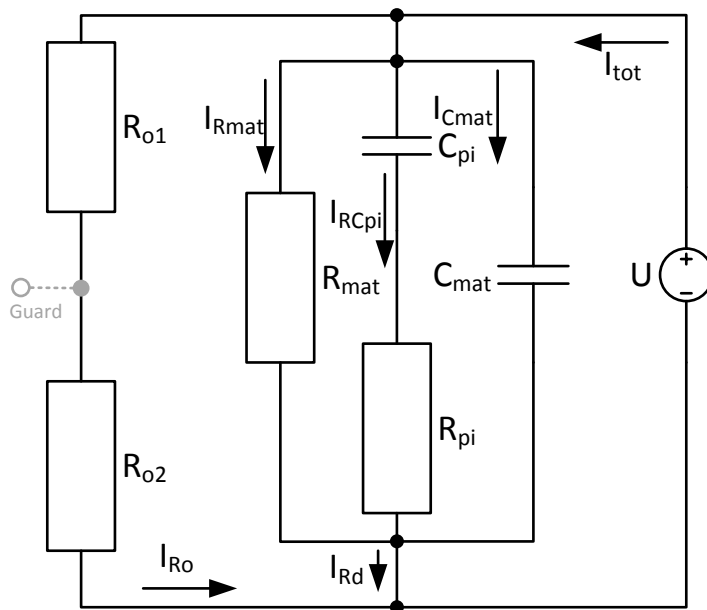 I_tot
I_Rmat
I_Cmat
R_o1
C_pi
I_RCpi
R_mat
C_mat
U
+
−
Guard
R_pi
R_o2
I_Ro
I_Rd